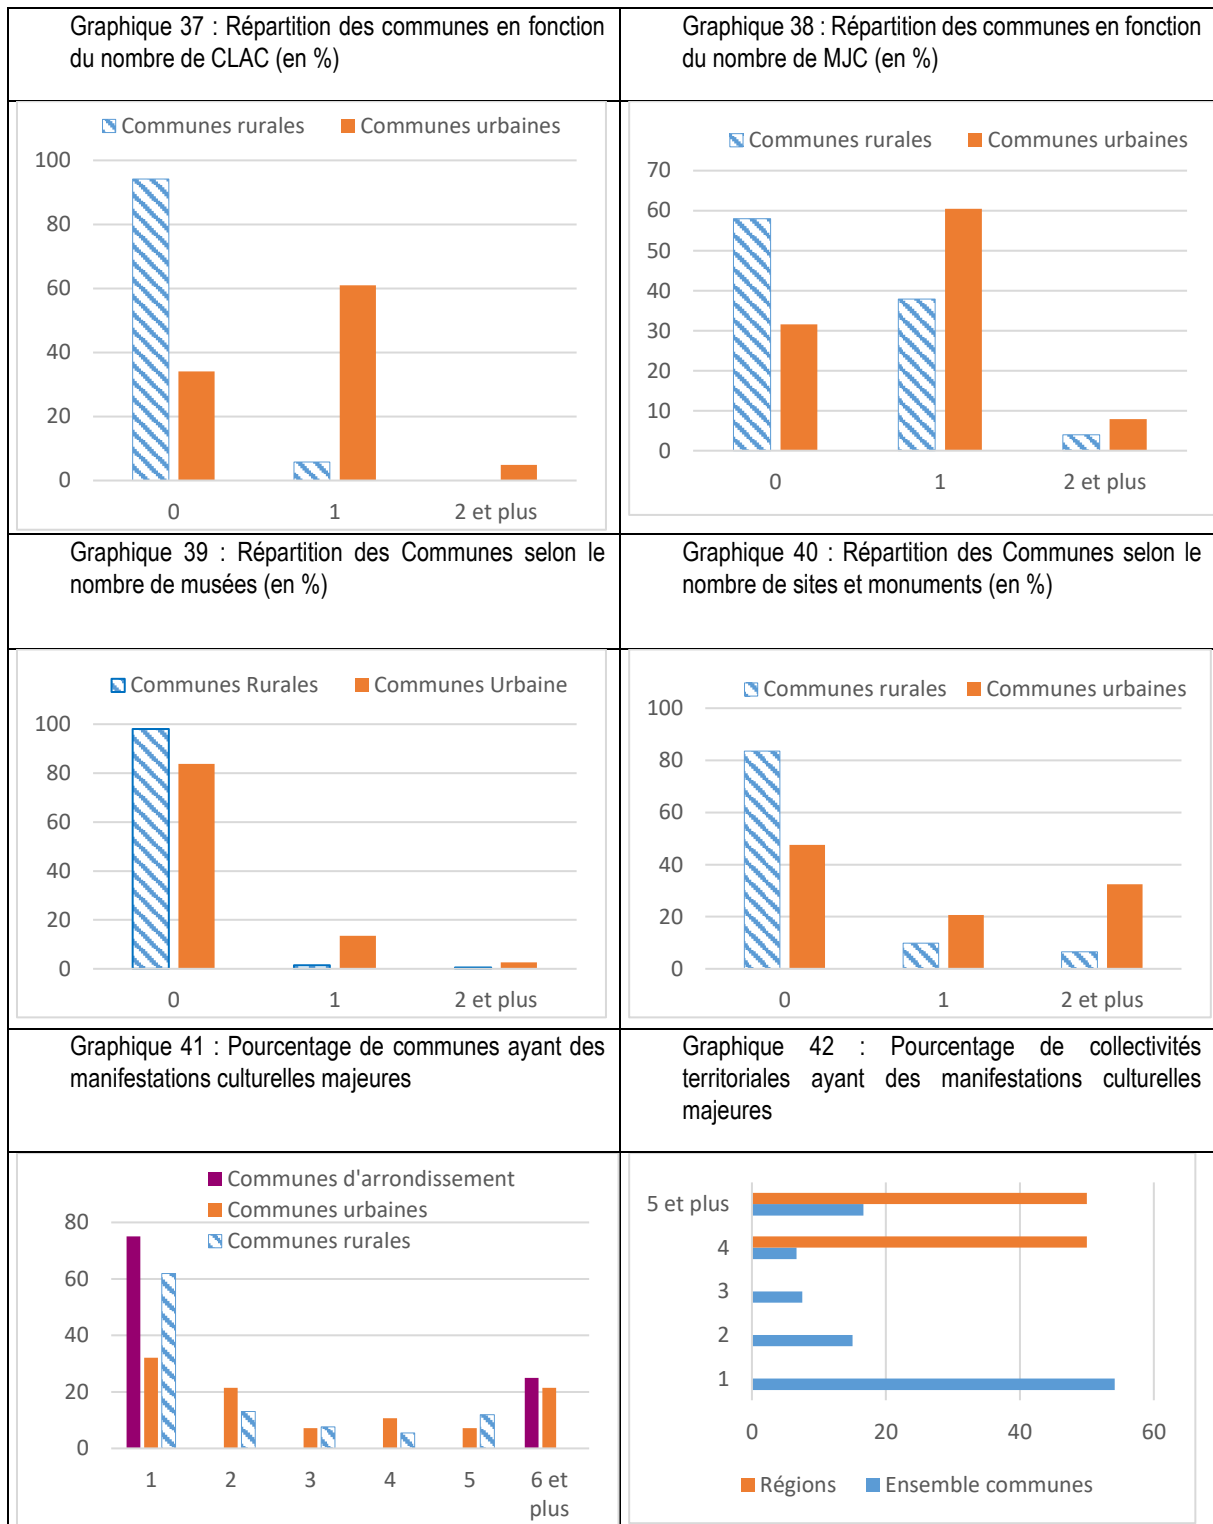 Graphique 37 : Répartition des communes en fonction
du nombre de CLAC (en %)
Graphique 38 : Répartition des communes en fonction
du nombre de MJC (en %)
Communes rurales Communes urbaines
100
80
60
40
20
0
0 1 2 et plus
Communes rurales Communes urbaines
70
60
50
40
30
20
10
0
0 1 2 et plus
Graphique 39 : Répartition des Communes selon le
nombre de musées (en %)
Graphique 40 : Répartition des Communes selon le
nombre de sites et monuments (en %)
Communes Rurales Communes Urbaine
100
80
60
40
20
0
0 1 2 et plus
Communes rurales Communes urbaines
100
80
60
40
20
0
0 1 2 et plus
Graphique 41 : Pourcentage de communes ayant des
manifestations culturelles majeures
Graphique 42 : Pourcentage de collectivités
territoriales ayant des manifestations culturelles
majeures
Communes d'arrondissement
Communes urbaines
Communes rurales
80
60
40
20
0
1 2 3 4 5 6 et
plus
5 et plus
4
3
2
1
0 20 40 60
Régions Ensemble communes